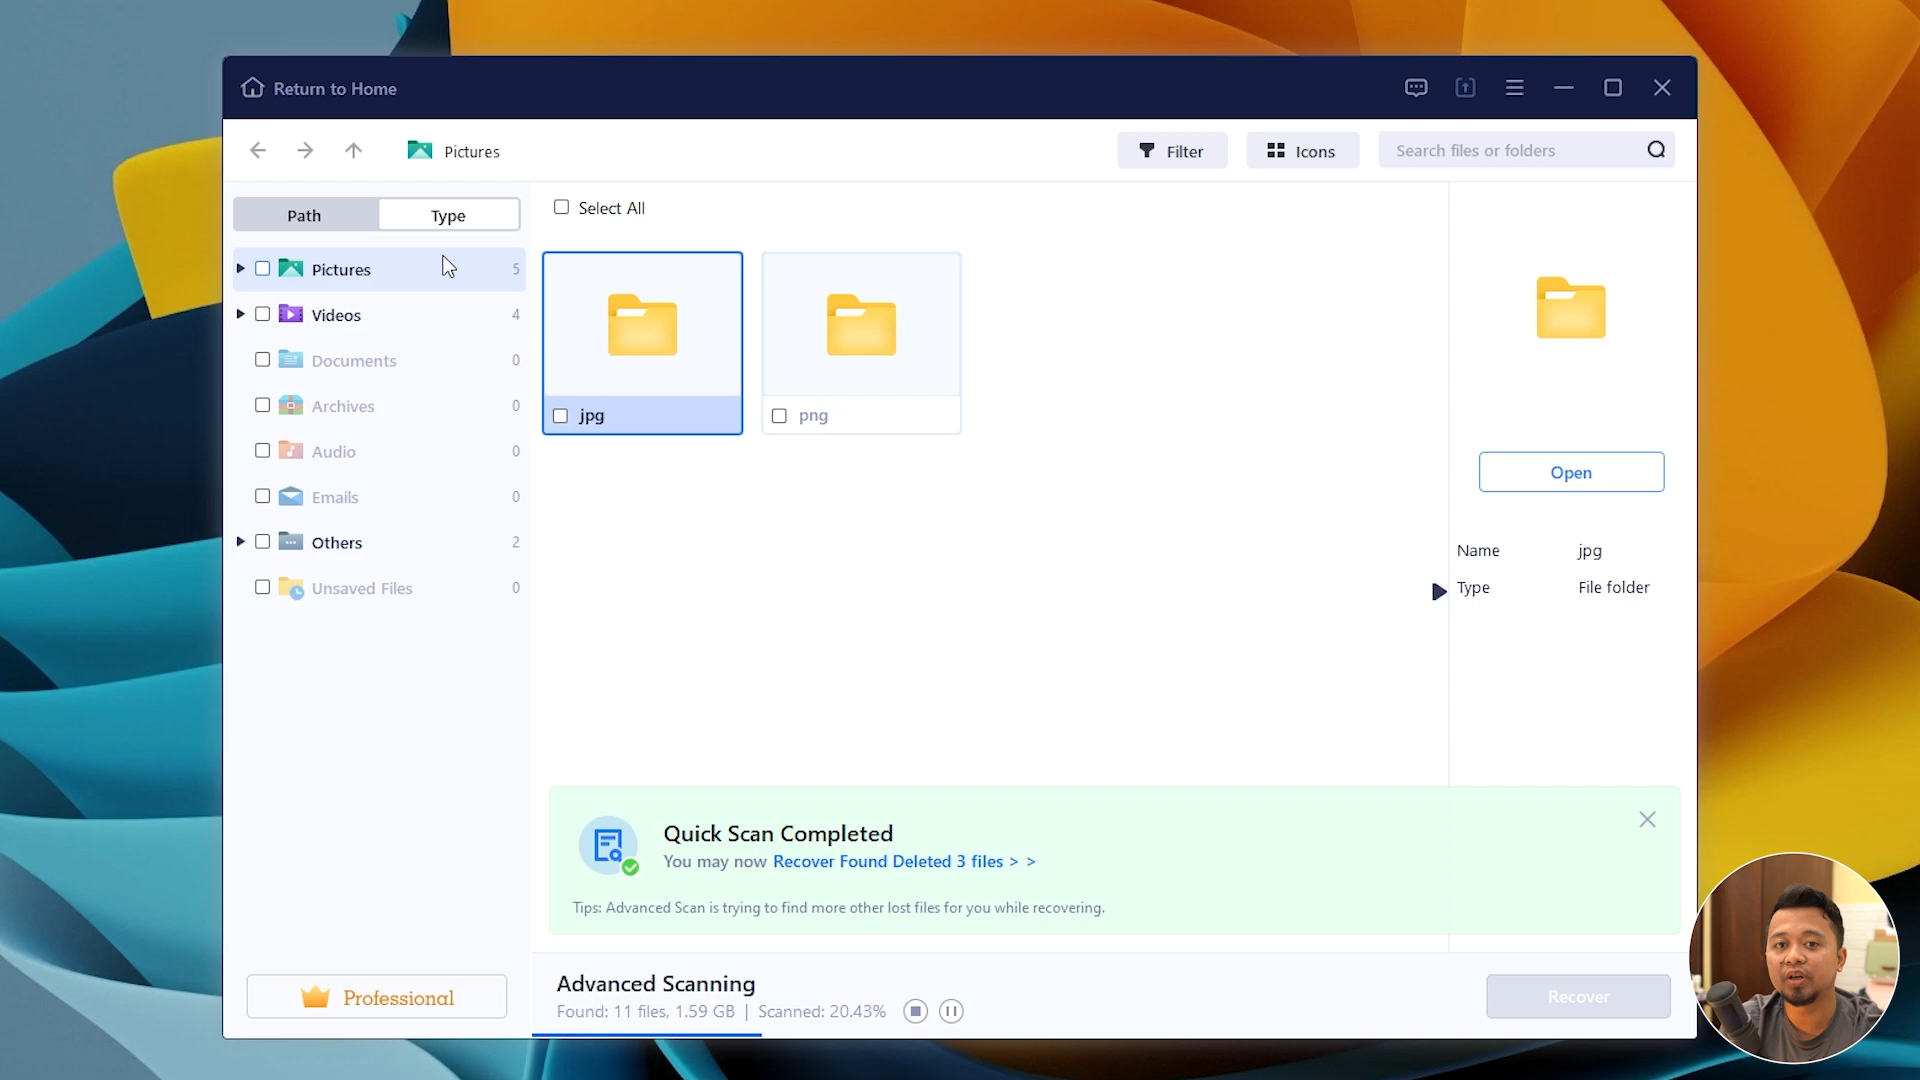 Return to Home
Pictures
Filter
Icons
Search files or folders
Path
Type
Select All
Pictures 5
Videos 4
Documents 0
Archives 0
Audio 0
Emails 0
Others 2
Unsaved Files 0
jpg
png
Open
Name jpg
Type File folder
Quick Scan Completed
You may now Recover Found Deleted 3 files > >
Tips: Advanced Scan is trying to find more other lost files for you while recovering.
Professional
Advanced Scanning
Found: 11 files, 1.59 GB | Scanned: 20.43%
Recover